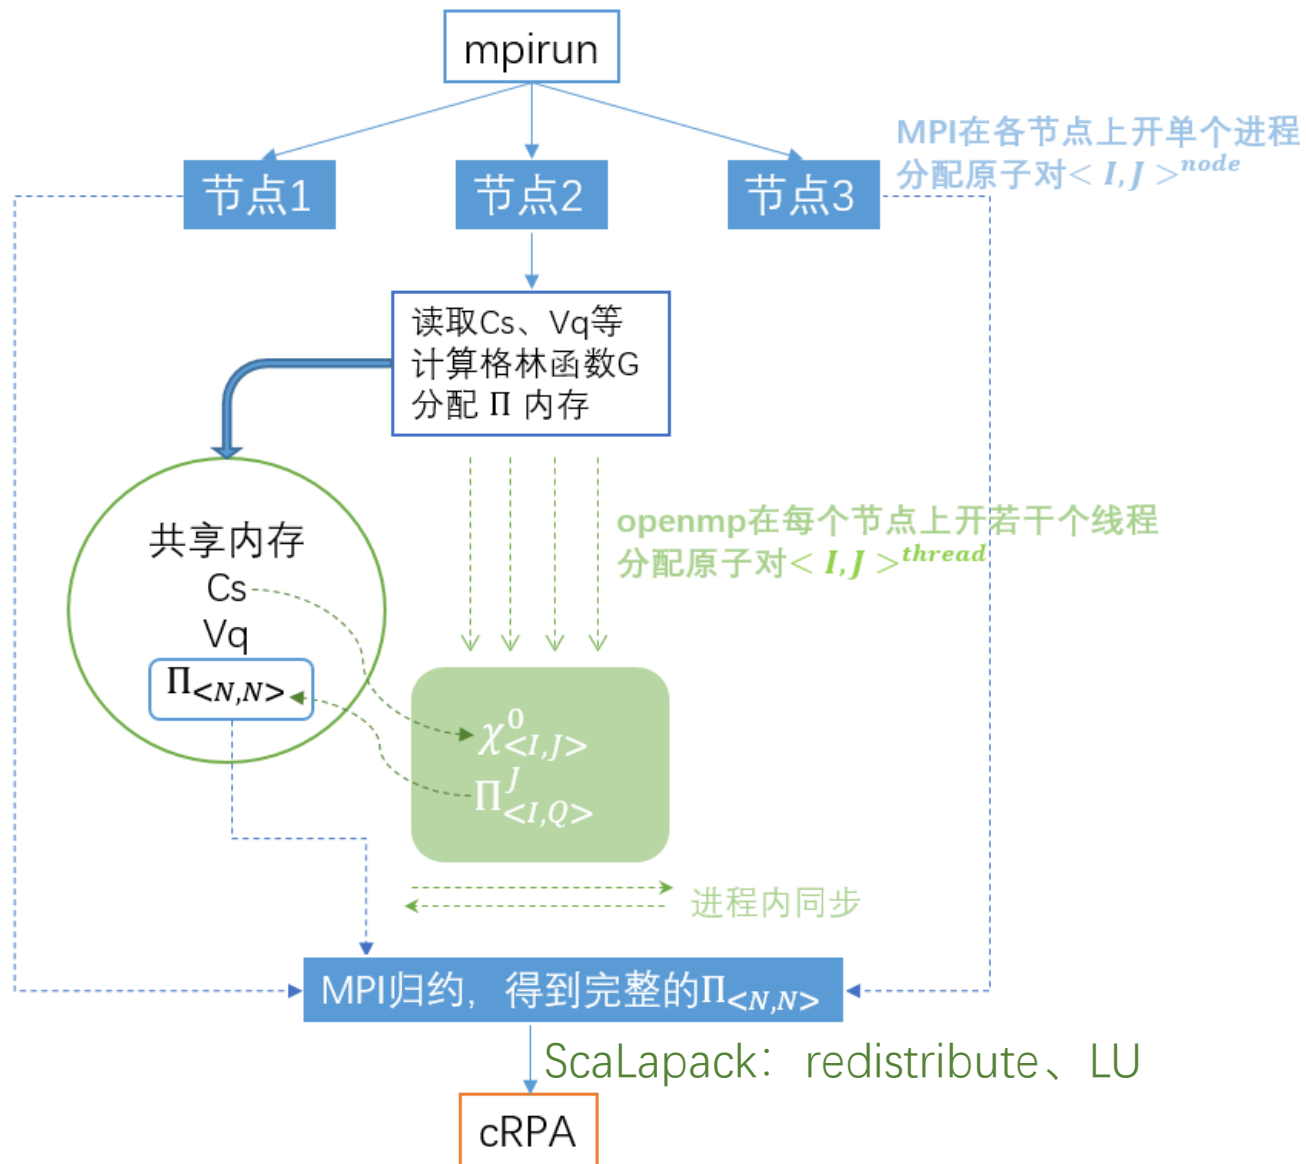 mpirun
MPI在各节点上开单个进程
分配原子对< I, J >^node
节点1
节点2
节点3
读取Cs、Vq等
计算格林函数G
分配 Π 内存
共享内存
Cs
Vq
Π_<N,N>
openmp在每个节点上开若干个线程
分配原子对< I, J >^thread
χ^0_<I,J>
Π^J_<I,Q>
进程内同步
MPI归约，得到完整的Π_<N,N>
ScaLapack：redistribute、LU
cRPA